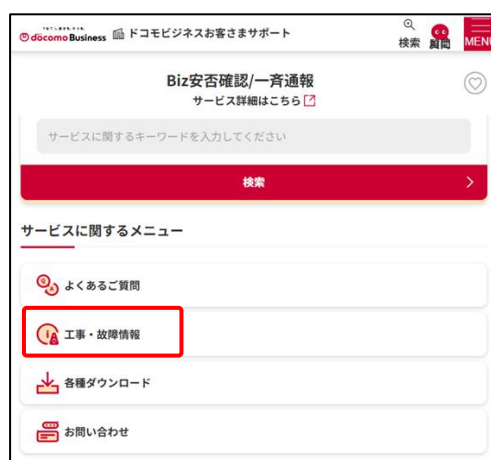 döcomo Business ドコモビジネスお客さまサポート
検索 質問 MENU
Biz安否確認/一斉通報
サービス詳細はこちら
サービスに関するキーワードを入力してください
検索
サービスに関するメニュー
よくあるご質問
工事・故障情報
各種ダウンロード
お問い合わせ